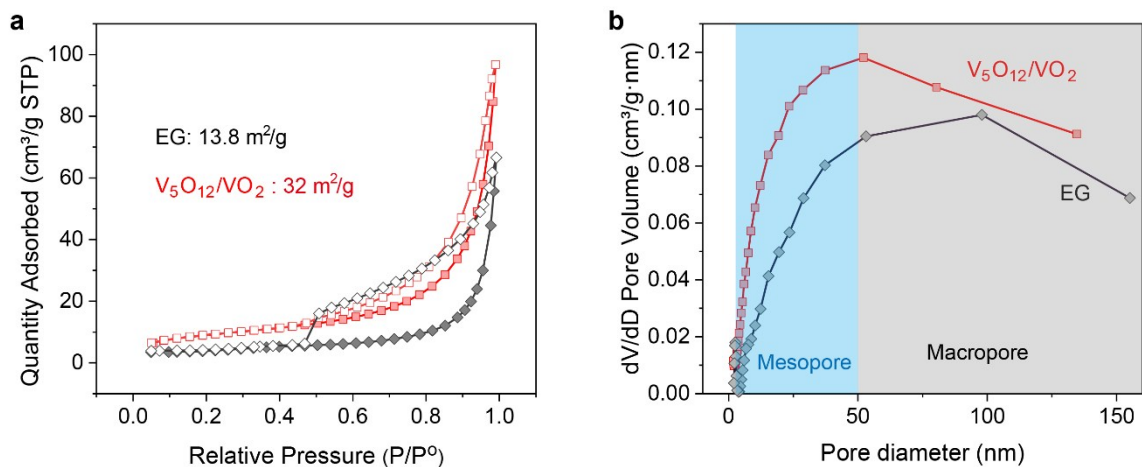 a
Quantity Adsorbed (cm³/g STP)
100
80
60
40
20
0
EG: 13.8 m²/g
V₅O₁₂/VO₂ : 32 m²/g
0.0 0.2 0.4 0.6 0.8 1.0
Relative Pressure (P/P⁰)
b
dV/dD Pore Volume (cm³/g·nm)
0.12
0.10
0.08
0.06
0.04
0.02
0.00
V₅O₁₂/VO₂
EG
Mesopore
Macropore
0 50 100 150
Pore diameter (nm)